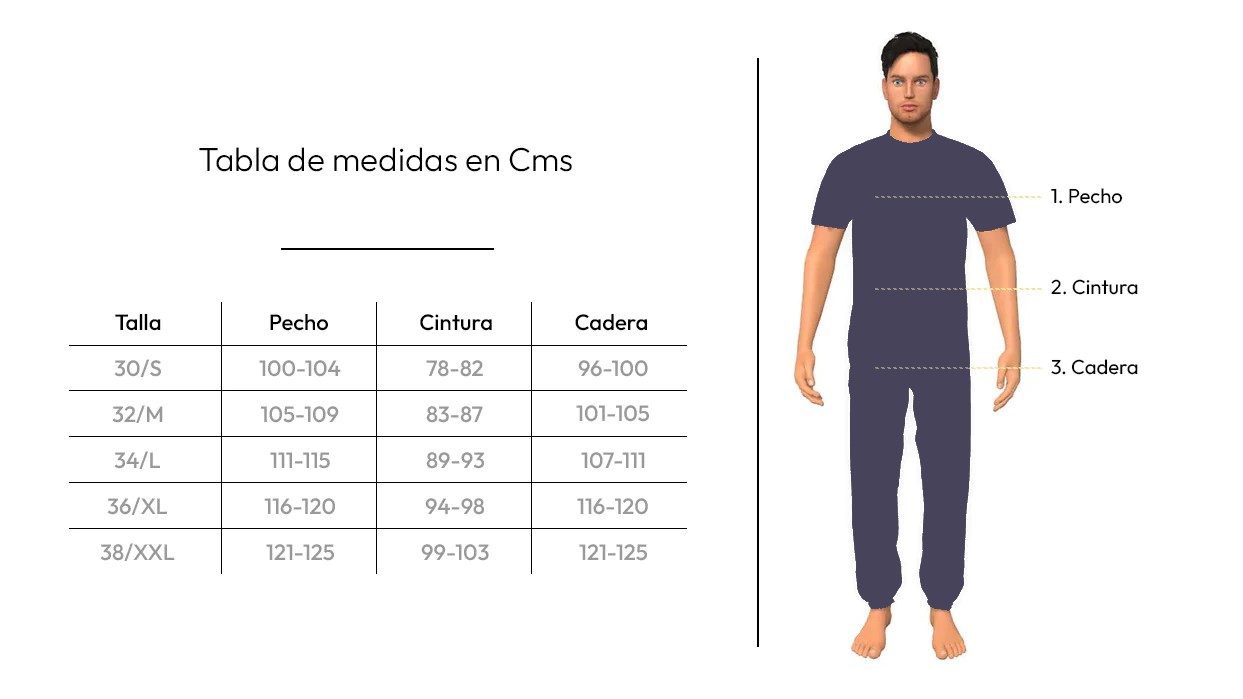 Tabla de medidas en Cms
Talla Pecho Cintura Cadera
30/S 100-104 78-82 96-100
32/M 105-109 83-87 101-105
34/L 111-115 89-93 107-111
36/XL 116-120 94-98 116-120
38/XXL 121-125 99-103 121-125
1. Pecho
2. Cintura
3. Cadera